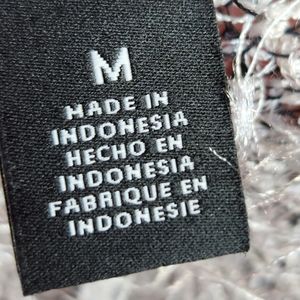 M
MADE IN
INDONESIA
HECHO EN
INDONESIA
FABRIQUE EN
INDONESIE